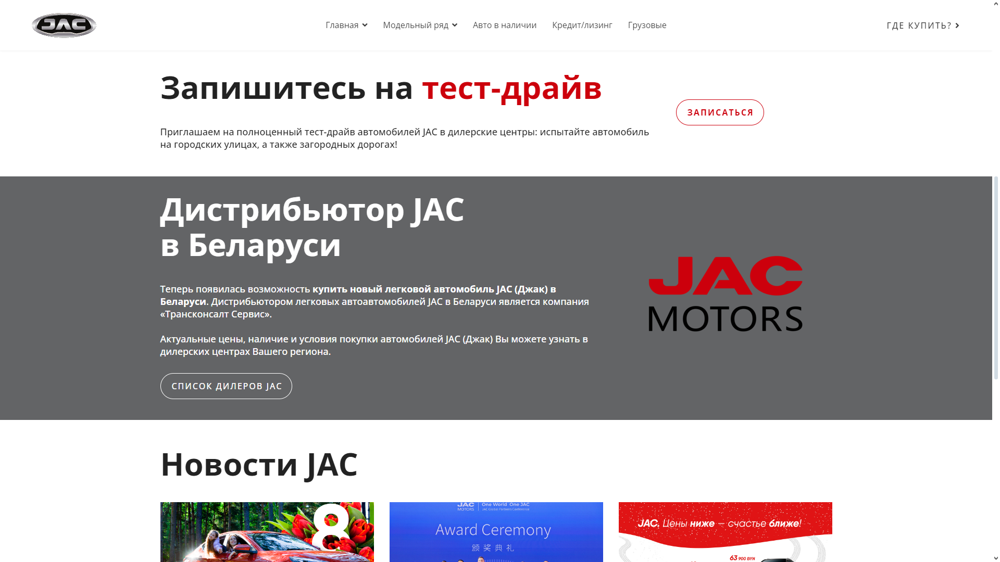 JAC
Главная
Модельный ряд
Авто в наличии
Кредит/лизинг
Грузовые
ГДЕ КУПИТЬ?
Запишитесь на тест-драйв
ЗАПИСАТЬСЯ
Приглашаем на полноценный тест-драйв автомобилей JAC в дилерские центры: испытайте автомобиль
на городских улицах, а также загородных дорогах!
Дистрибьютор JAC
в Беларуси
Теперь появилась возможность купить новый легковой автомобиль JAC (Джак) в
Беларуси. Дистрибьютором легковых автоавтомобилей JAC в Беларуси является компания
«Трансконсалт Сервис».
Актуальные цены, наличие и условия покупки автомобилей JAC (Джак) Вы можете узнать в
дилерских центрах Вашего региона.
СПИСОК ДИЛЕРОВ JAC
JAC
MOTORS
Новости JAC
8
JAC
MOTORS
One World One JAC
JAC Global Partners Conference
Award Ceremony
颁奖典礼
JAC. Цены ниже — счастье ближе!
63 900 BYN